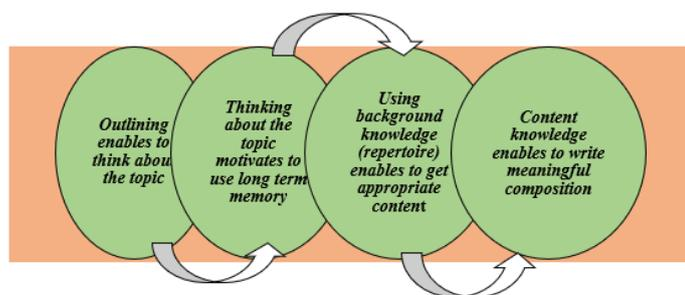 Outlining
enables to
think about
the topic
Thinking
about the
topic
motivates to
use long term
memory
Using
background
knowledge
(repertoire)
enables to get
appropriate
content
Content
knowledge
enables to write
meaningful
composition